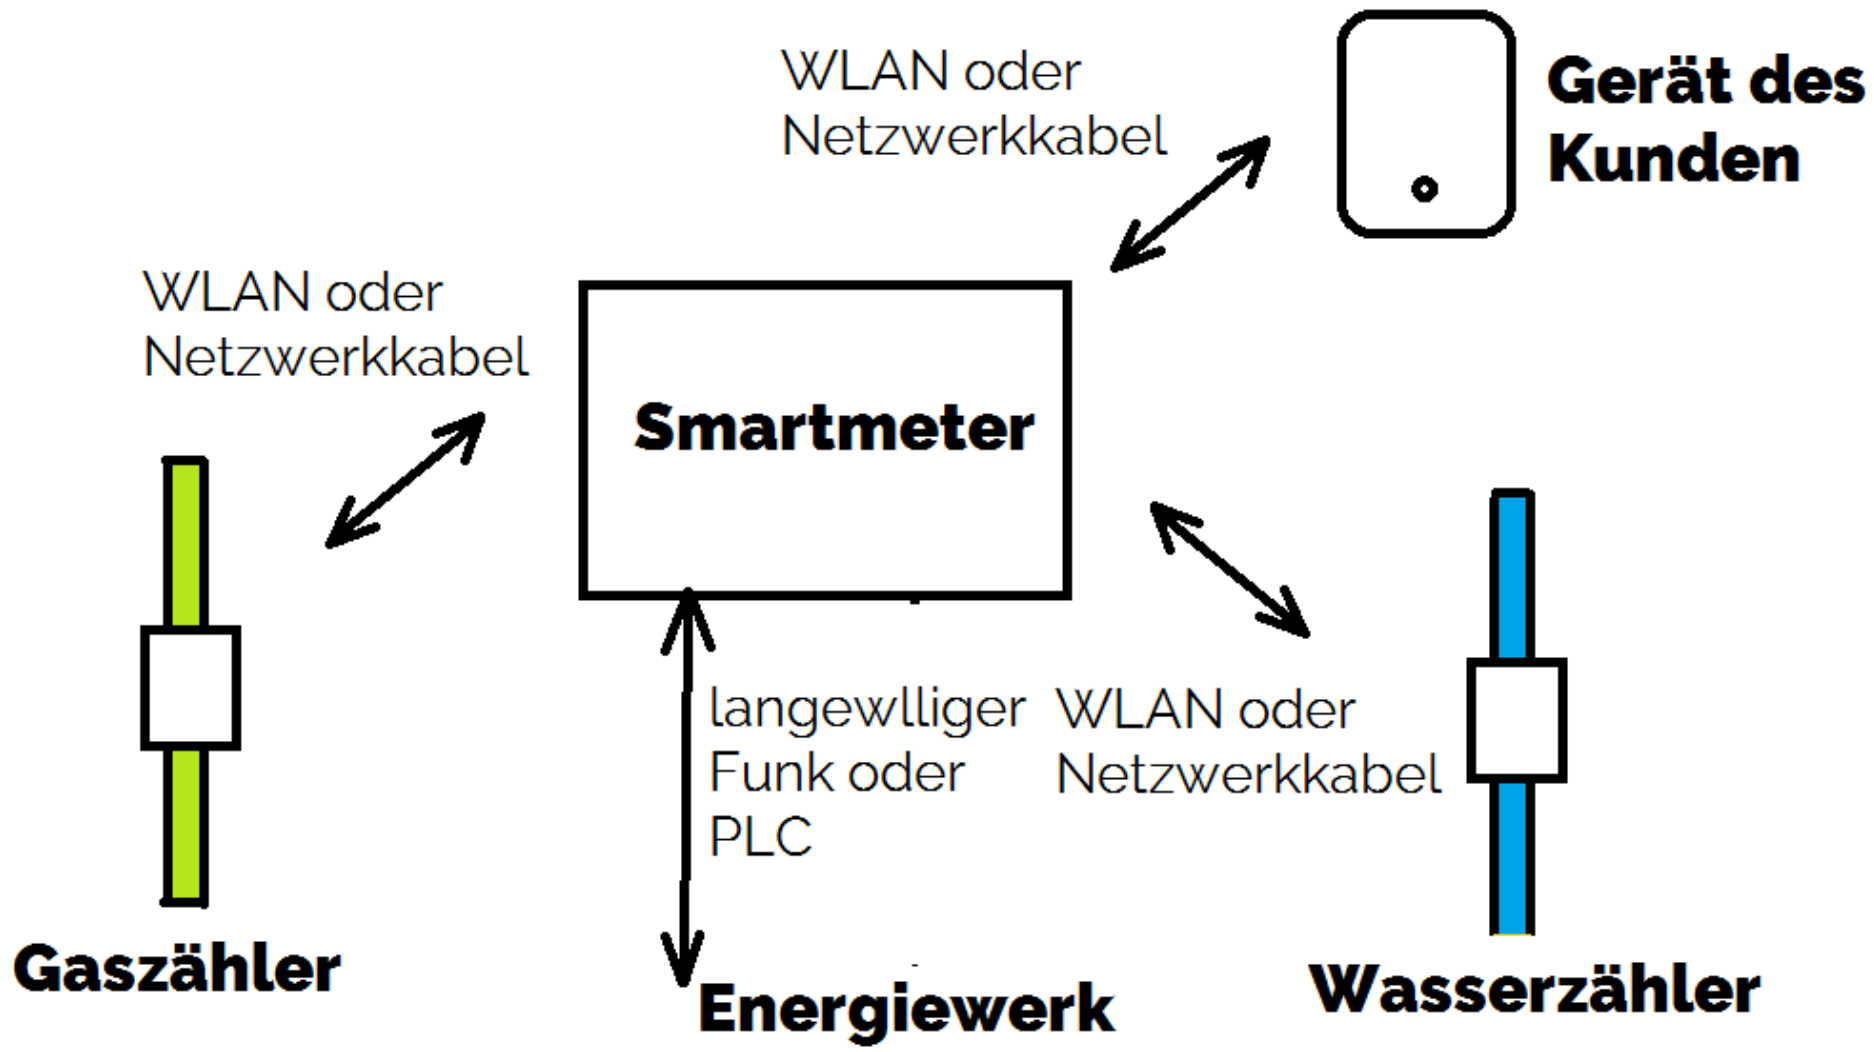 WLAN oder
Netzwerkkabel
Gerät des
Kunden
WLAN oder
Netzwerkkabel
Smartmeter
langewlliger
Funk oder
PLC
WLAN oder
Netzwerkkabel
Gaszähler
Energiewerk
Wasserzähler